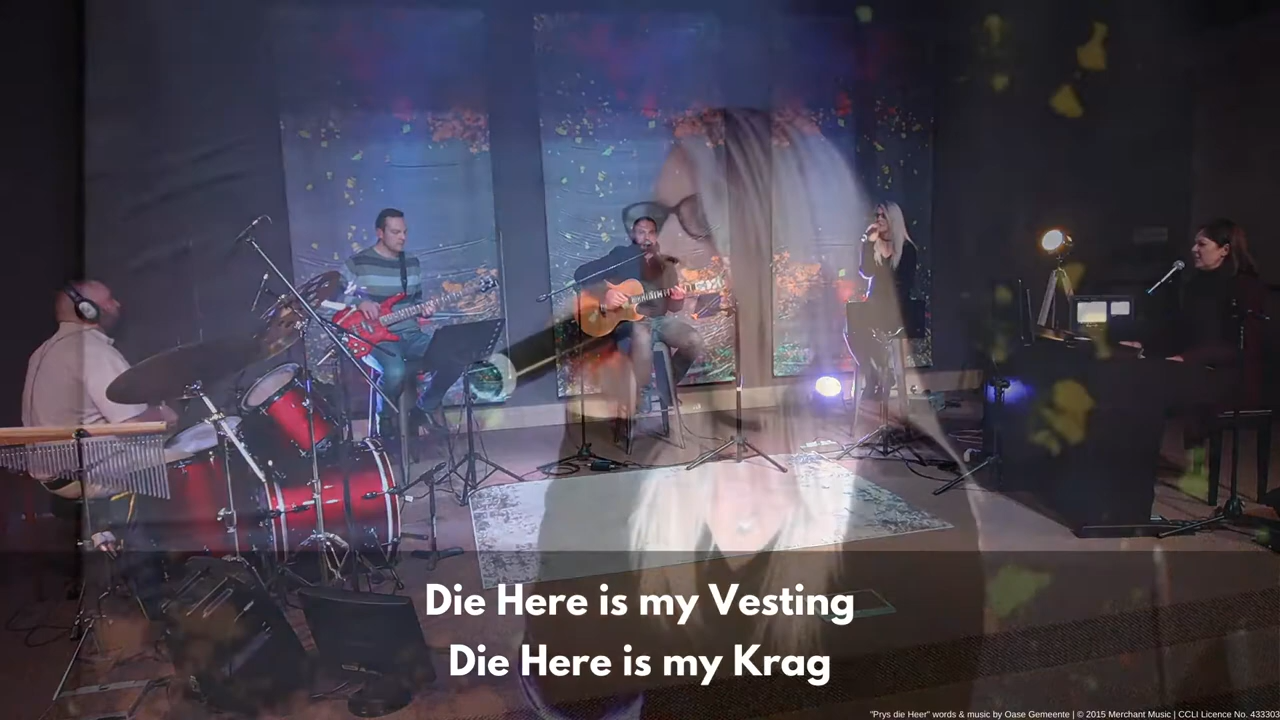 Die Here is my Vesting
Die Here is my Krag
"Prys die Heer" words & music by Oase Gemeente | © 2015 Merchant Music | CCLI Licence No. 433303